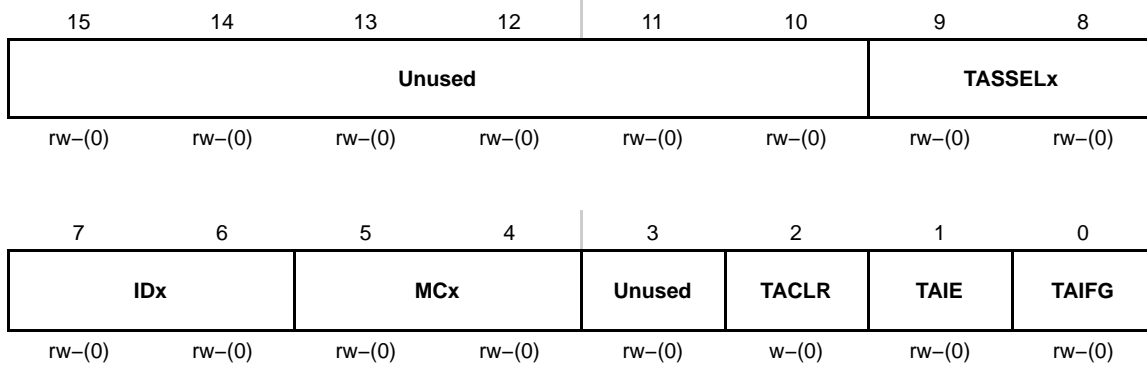 15 14 13 12 11 10 9 8
Unused TASSELx
rw−(0) rw−(0) rw−(0) rw−(0) rw−(0) rw−(0) rw−(0) rw−(0)
7 6 5 4 3 2 1 0
IDx MCx Unused TACLR TAIE TAIFG
rw−(0) rw−(0) rw−(0) rw−(0) rw−(0) w−(0) rw−(0) rw−(0)